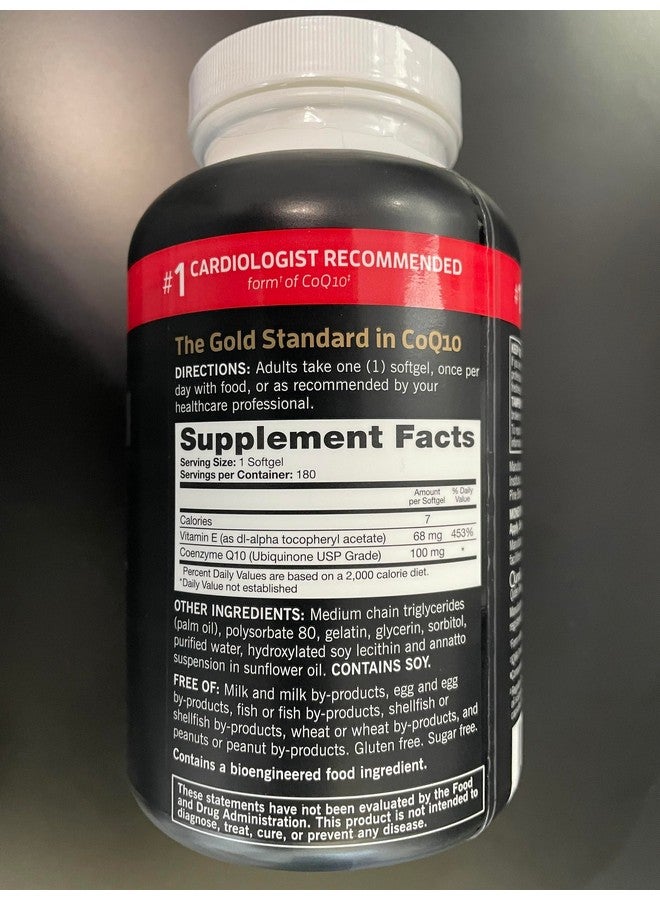 #1 CARDIOLOGIST RECOMMENDED
form† of CoQ10‡
The Gold Standard in CoQ10
DIRECTIONS: Adults take one (1) softgel, once per
day with food, or as recommended by your
healthcare professional.
Supplement Facts
Serving Size: 1 Softgel
Servings per Container: 180
Amount per Softgel % Daily Value
Calories 7
Vitamin E (as dl-alpha tocopheryl acetate) 68 mg 453%
Coenzyme Q10 (Ubiquinone USP Grade) 100 mg *
Percent Daily Values are based on a 2,000 calorie diet.
*Daily Value not established
OTHER INGREDIENTS: Medium chain triglycerides
(palm oil), polysorbate 80, gelatin, glycerin, sorbitol,
purified water, hydroxylated soy lecithin and annatto
suspension in sunflower oil. CONTAINS SOY.
FREE OF: Milk and milk by-products, egg and egg
by-products, fish or fish by-products, shellfish or
shellfish by-products, wheat or wheat by-products, and
peanuts or peanut by-products. Gluten free. Sugar free.
Contains a bioengineered food ingredient.
These statements have not been evaluated by the Food
and Drug Administration. This product is not intended to
diagnose, treat, cure, or prevent any disease.